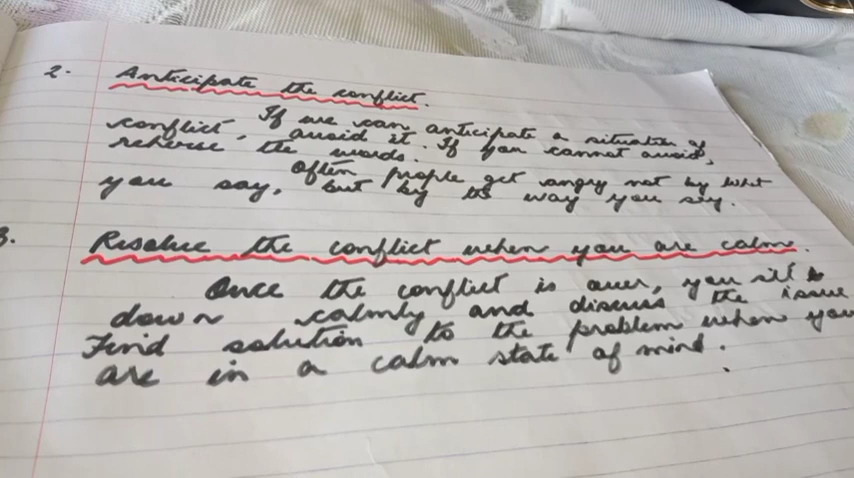 2. Anticipate the conflict.
If we can anticipate a situation of
conflict, avoid it. If you cannot avoid,
reherse the words.
Often people get angry not by what
you say, but by the way you say.
3. Resolve the conflict when you are calm.
Once the conflict is over, you sit
down calmly and discuss the issue
Find solution to the problem when you
are in a calm state of mind.